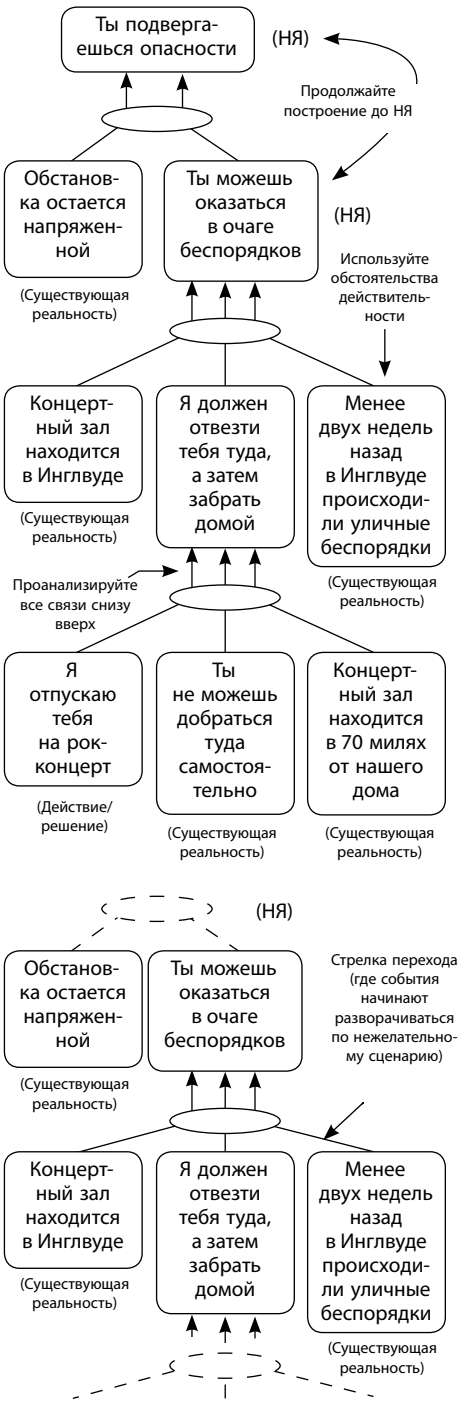 Ты подверга-
ешься опасности
(НЯ)
Продолжайте
построение до НЯ
Обстанов-
ка остается
напряжен-
ной
(Существующая
реальность)
Ты можешь
оказаться
в очаге
беспорядков
(НЯ)
Используйте
обстоятельства
действитель-
ности
Концерт-
ный зал
находится
в Инглвуде
(Существующая
реальность)
Я должен
отвезти
тебя туда,
а затем
забрать
домой
Менее
двух недель
назад
в Инглвуде
происходи-
ли уличные
беспорядки
(Существующая
реальность)
Проанализируйте
все связи снизу
вверх
Я
отпускаю
тебя
на рок-
концерт
(Действие/
решение)
Ты
не можешь
добраться
туда
самостоя-
тельно
(Существующая
реальность)
Концерт-
ный зал
находится
в 70 милях
от нашего
дома
(Существующая
реальность)
(НЯ)
Обстанов-
ка остается
напряжен-
ной
(Существующая
реальность)
Ты можешь
оказаться
в очаге
беспорядков
Стрелка перехода
(где события
начинают
разворачиваться
по нежелательно-
му сценарию)
Концерт-
ный зал
находится
в Инглвуде
(Существующая
реальность)
Я должен
отвезти
тебя туда,
а затем
забрать
домой
Менее
двух недель
назад
в Инглвуде
происходи-
ли уличные
беспорядки
(Существующая
реальность)